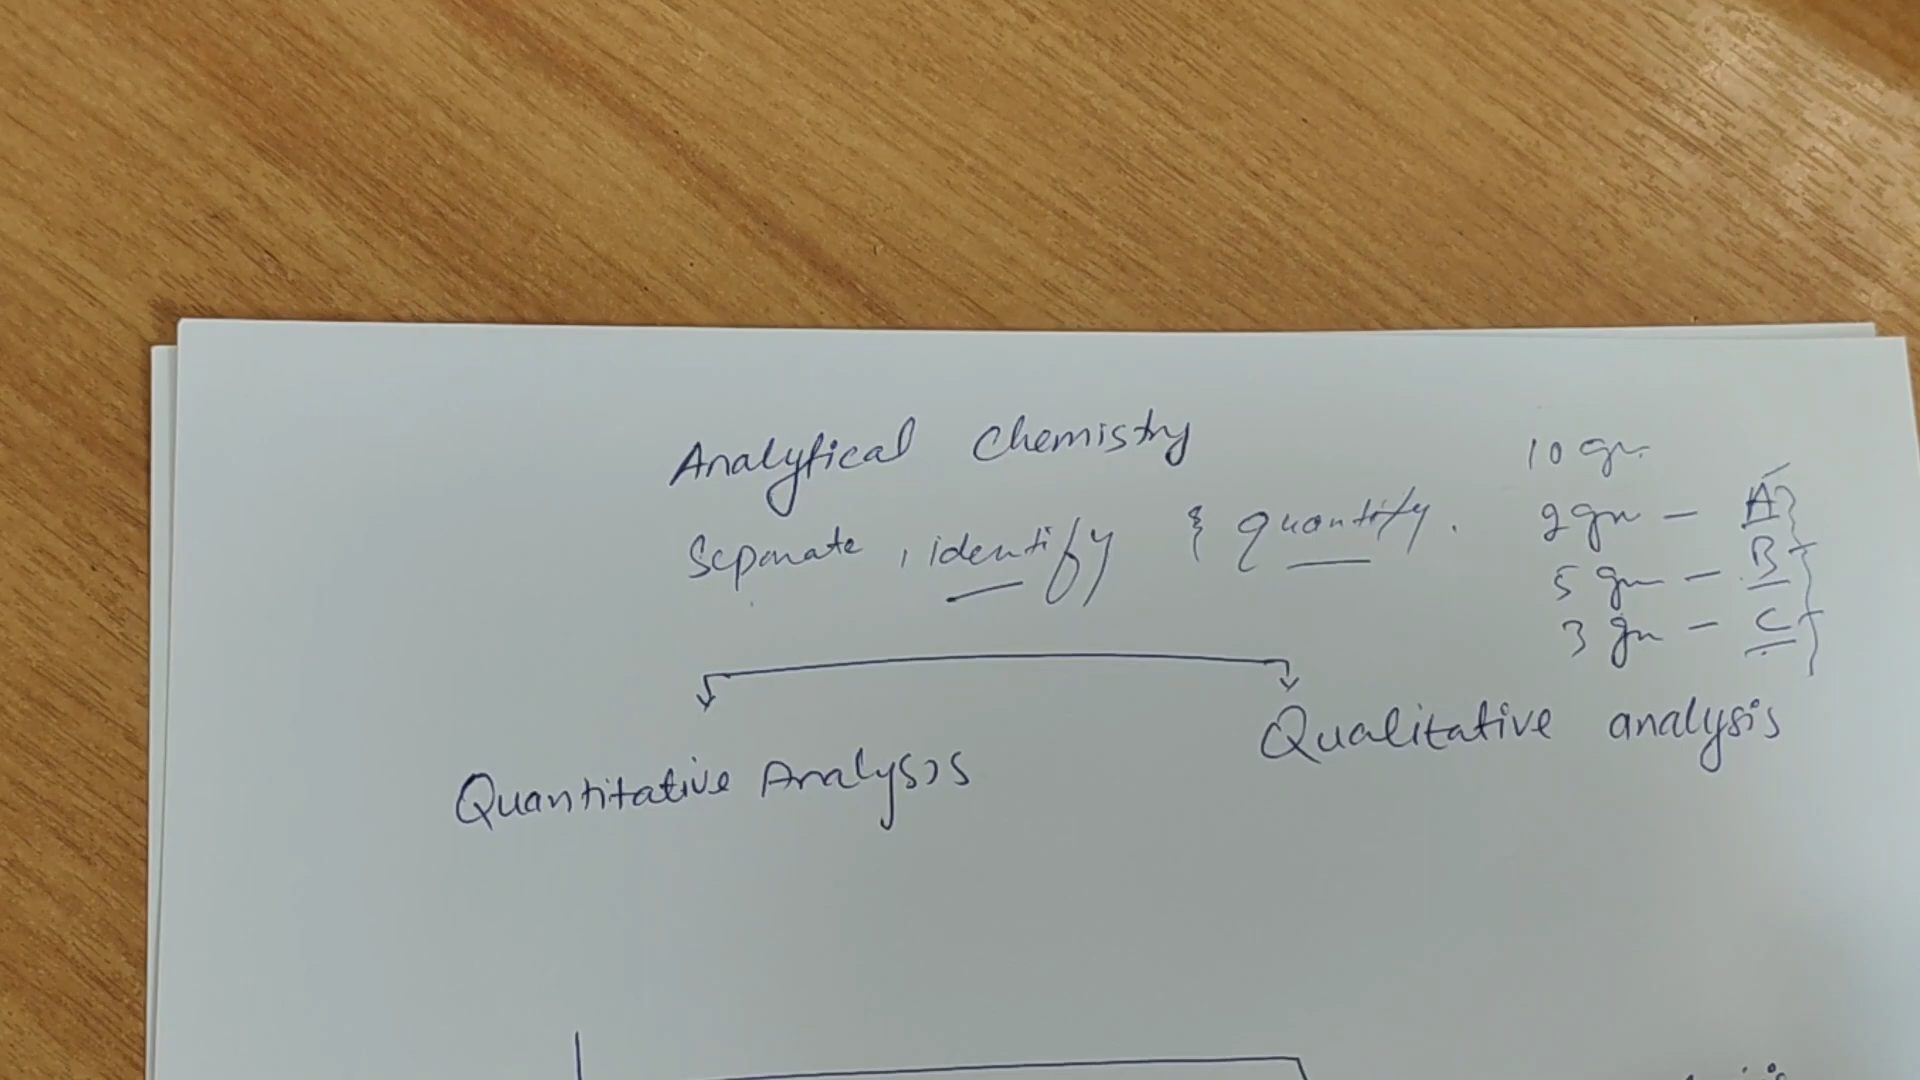 Analytical Chemistry
Separate , identify & quantify.
10 gm
2 gm - A
5 gm - B
3 gm - C
Quantitative Analysis
Qualitative analysis